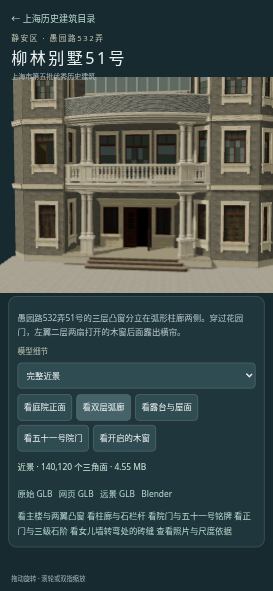 ← 上海历史建筑目录
静安区 · 愚园路532弄
柳林别墅51号
上海市第五批优秀历史建筑
愚园路532弄51号的三层凸窗分立在弧形柱廊两侧。穿过花园
门，左翼二层两扇打开的木窗后面露出横帘。
模型细节
完整近景
看庭院正面
看双层弧廊
看露台与屋面
看五十一号院门
看开启的木窗
近景 · 140,120 个三角面 · 4.55 MB
原始 GLB 网页 GLB 远景 GLB Blender
看主楼与两翼凸窗 看柱廊与石栏杆 看院门与五十一号铭牌 看正
门与三级石阶 看女儿墙转弯处的砖缝 查看照片与尺度依据
拖动旋转 · 滚轮或双指缩放